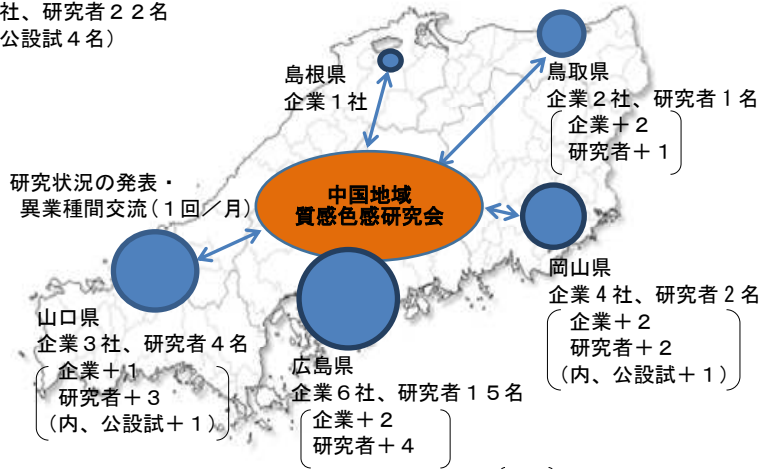 社、研究者２２名
公設試４名）
島根県
企業１社
鳥取県
企業２社、研究者１名
企業＋２
研究者＋１
研究状況の発表・
異業種間交流（１回／月）
中国地域
質感色感研究会
岡山県
企業４社、研究者２名
企業＋２
研究者＋２
（内、公設試＋１）
山口県
企業３社、研究者４名
企業＋１
研究者＋３
（内、公設試＋１）
広島県
企業６社、研究者１５名
企業＋２
研究者＋４